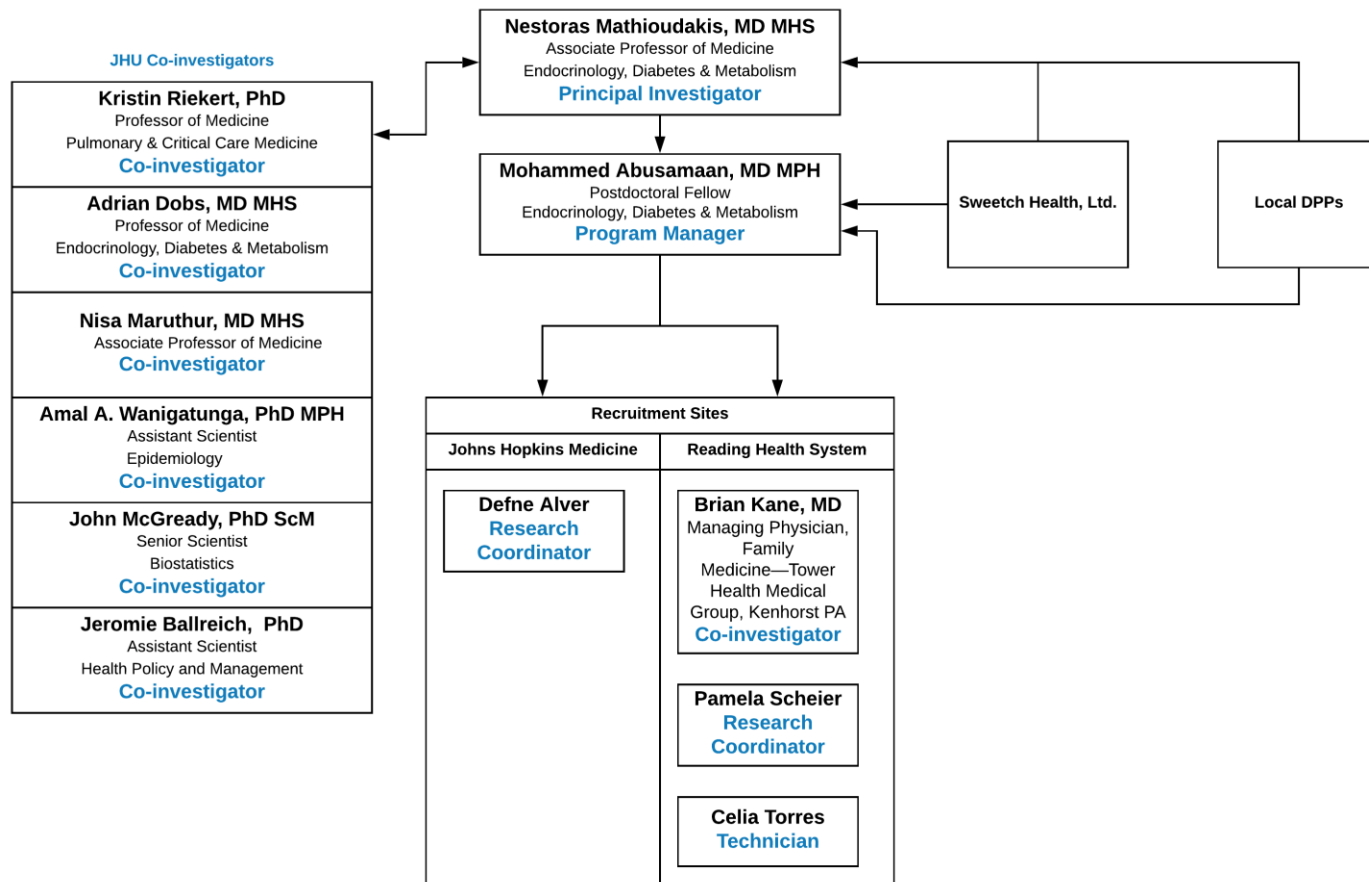 Nestoras Mathioudakis, MD MHS
Associate Professor of Medicine
Endocrinology, Diabetes & Metabolism
Principal Investigator
JHU Co-investigators
Kristin Riekert, PhD
Professor of Medicine
Pulmonary & Critical Care Medicine
Co-investigator
Adrian Dobs, MD MHS
Professor of Medicine
Endocrinology, Diabetes & Metabolism
Co-investigator
Nisa Maruthur, MD MHS
Associate Professor of Medicine
Co-investigator
Amal A. Wanigatunga, PhD MPH
Assistant Scientist
Epidemiology
Co-investigator
John McGready, PhD ScM
Senior Scientist
Biostatistics
Co-investigator
Jeromie Ballreich,  PhD
Assistant Scientist
Health Policy and Management
Co-investigator
Mohammed Abusamaan, MD MPH
Postdoctoral Fellow
Endocrinology, Diabetes & Metabolism
Program Manager
Sweetch Health, Ltd.
Local DPPs
Recruitment Sites
Johns Hopkins Medicine
Defne Alver
Research
Coordinator
Reading Health System
Brian Kane, MD
Managing Physician,
Family
Medicine—Tower
Health Medical
Group, Kenhorst PA
Co-investigator
Pamela Scheier
Research
Coordinator
Celia Torres
Technician